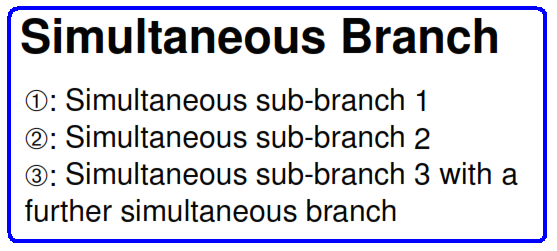 Simultaneous Branch
①: Simultaneous sub-branch 1
②: Simultaneous sub-branch 2
③: Simultaneous sub-branch 3 with a
further simultaneous branch